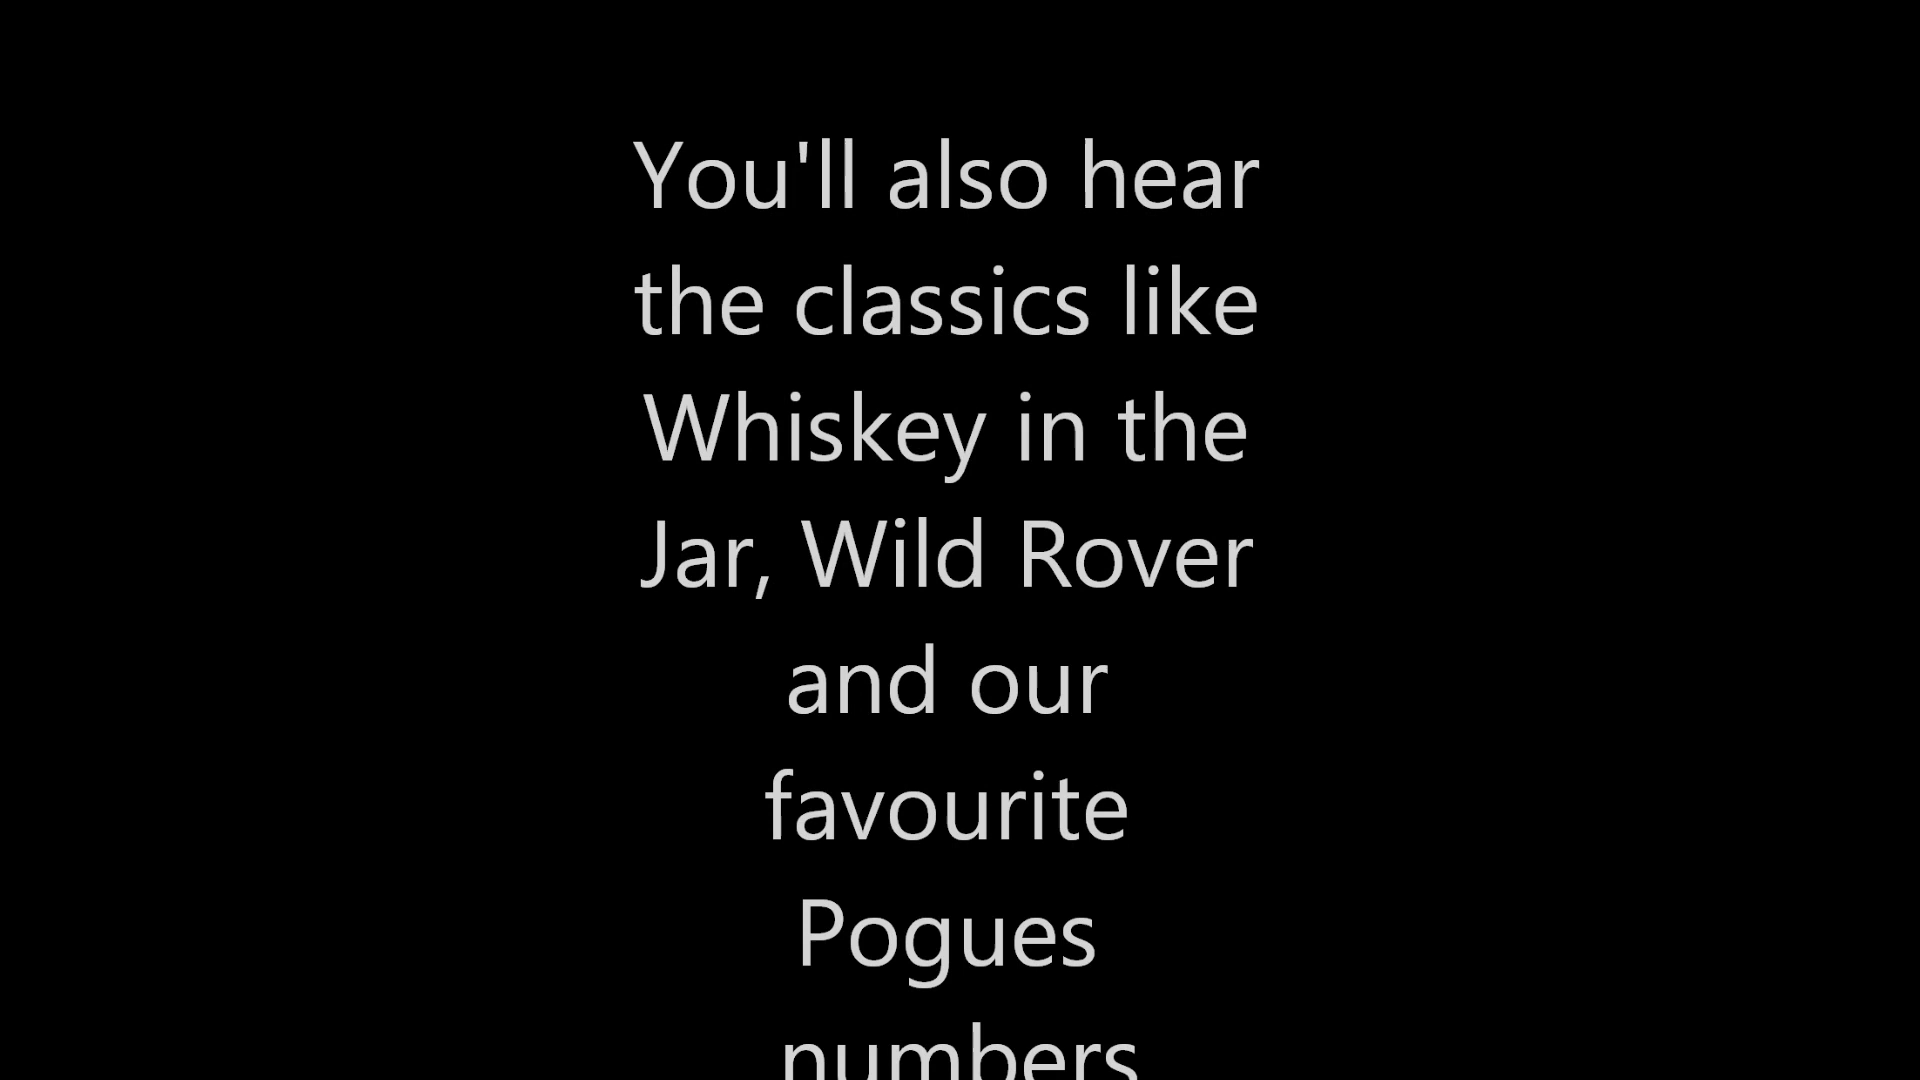 You'll also hear
the classics like
Whiskey in the
Jar, Wild Rover
and our
favourite
Pogues
numbers